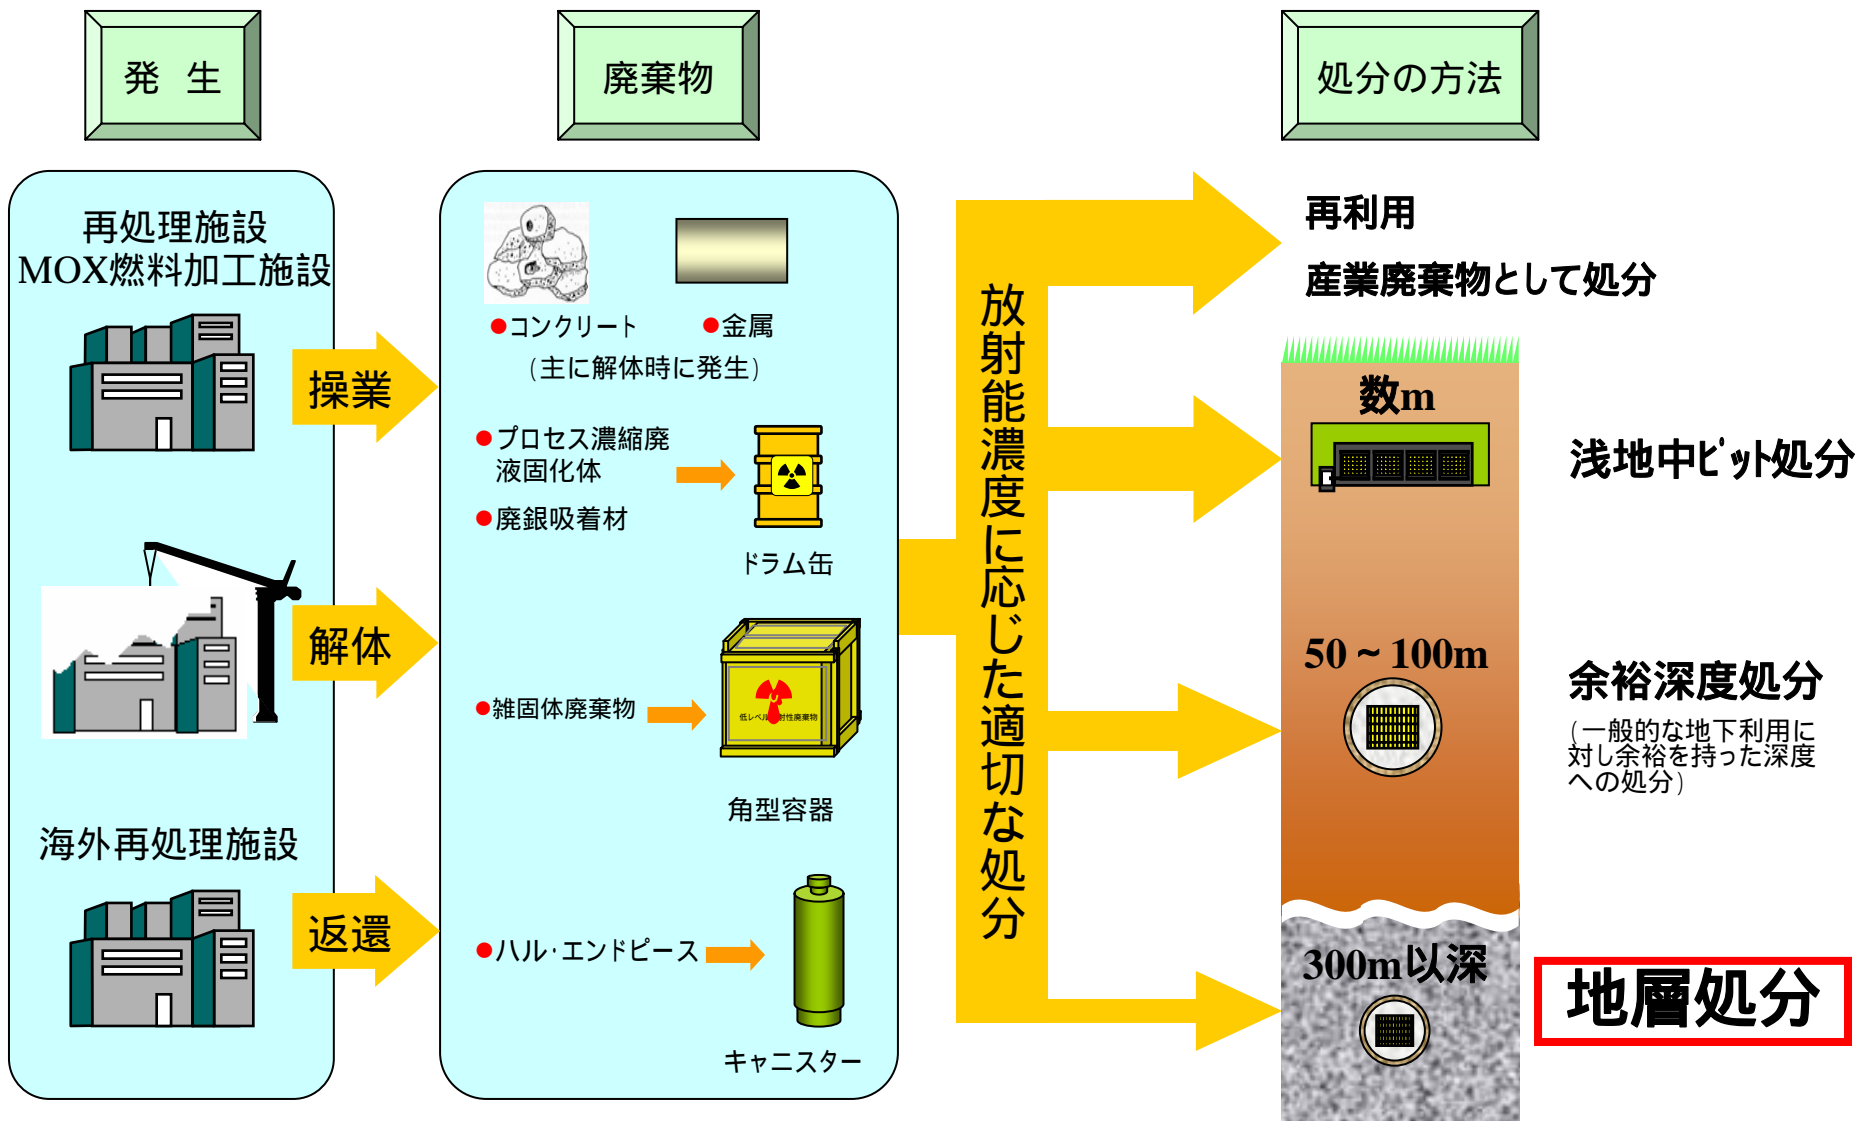 発 生
廃棄物
処分の方法
再処理施設
MOX燃料加工施設
操業
解体
海外再処理施設
返還
●コンクリート
●金属
(主に解体時に発生)
●プロセス濃縮廃
液固化体
●廃銀吸着材
ドラム缶
●雑固体廃棄物
角型容器
●ハル・エンドピース
キャニスター
放射能濃度に応じた適切な処分
再利用
産業廃棄物として処分
数m
浅地中ピット処分
50~100m
余裕深度処分
(一般的な地下利用に
対し余裕を持った深度
への処分)
300m以深
地層処分